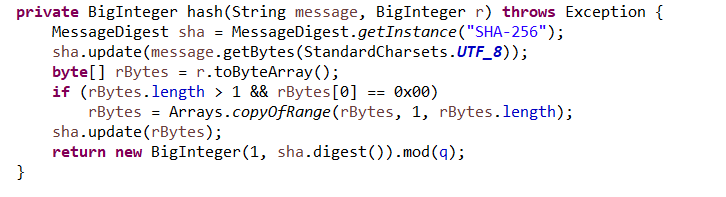 private BigInteger hash(String message, BigInteger r) throws Exception {
    MessageDigest sha = MessageDigest.getInstance("SHA-256");
    sha.update(message.getBytes(StandardCharsets.UTF_8));
    byte[] rBytes = r.toByteArray();
    if (rBytes.length > 1 && rBytes[0] == 0x00)
        rBytes = Arrays.copyOfRange(rBytes, 1, rBytes.length);
    sha.update(rBytes);
    return new BigInteger(1, sha.digest()).mod(q);
}